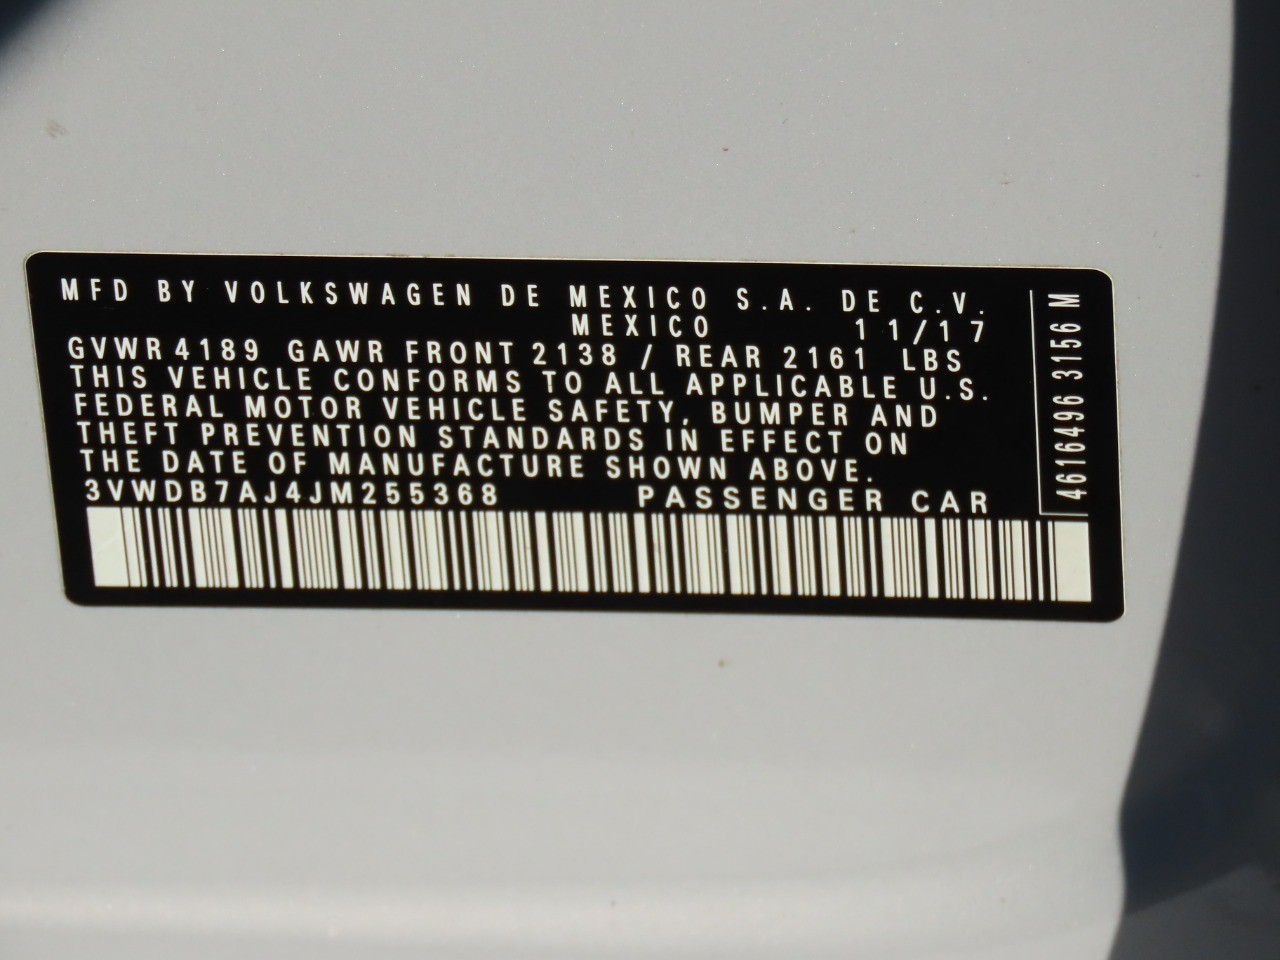 MFD BY VOLKSWAGEN DE MEXICO S.A. DE C.V.
MEXICO 11/17
GVWR 4189 GAWR FRONT 2138 / REAR 2161 LBS
THIS VEHICLE CONFORMS TO ALL APPLICABLE U.S.
FEDERAL MOTOR VEHICLE SAFETY, BUMPER AND
THEFT PREVENTION STANDARDS IN EFFECT ON
THE DATE OF MANUFACTURE SHOWN ABOVE.
3VWDB7AJ4JM255368 PASSENGER CAR
4616496 3156 M